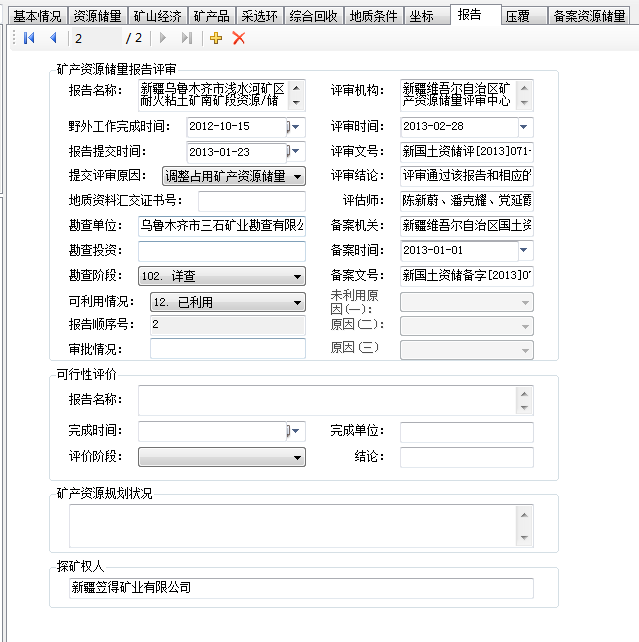 基本情况 资源储量 矿山经济 矿产品 采选环 综合回收 地质条件 坐标 报告 压覆 备案资源储量
2 / 2
矿产资源储量报告评审
报告名称： 新疆乌鲁木齐市浅水河矿区 评审机构： 新疆维吾尔自治区矿
耐火粘土矿南矿段资源/储 产资源储量评审中心
野外工作完成时间： 2012-10-15 评审时间： 2013-02-28
报告提交时间： 2013-01-23 评审文号： 新国土资储评[2013]071-
提交评审原因： 调整占用矿产资源储量 评审结论： 评审通过该报告和相应的
地质资料汇交证书号： 评估师： 陈新蔚、潘克耀、党延霞
勘查单位： 乌鲁木齐市三石矿业勘查有限公 备案机关： 新疆维吾尔自治区国土资
勘查投资： 备案时间： 2013-01-01
勘查阶段： 102. 详查 备案文号： 新国土资储备字[2013]07
可利用情况： 12. 已利用 未利用原
因(一)：
报告顺序号： 2 原因(二)：
审批情况： 原因(三)
可行性评价
报告名称：
完成时间： 完成单位：
评价阶段： 结论：
矿产资源规划状况
探矿权人
新疆笠得矿业有限公司